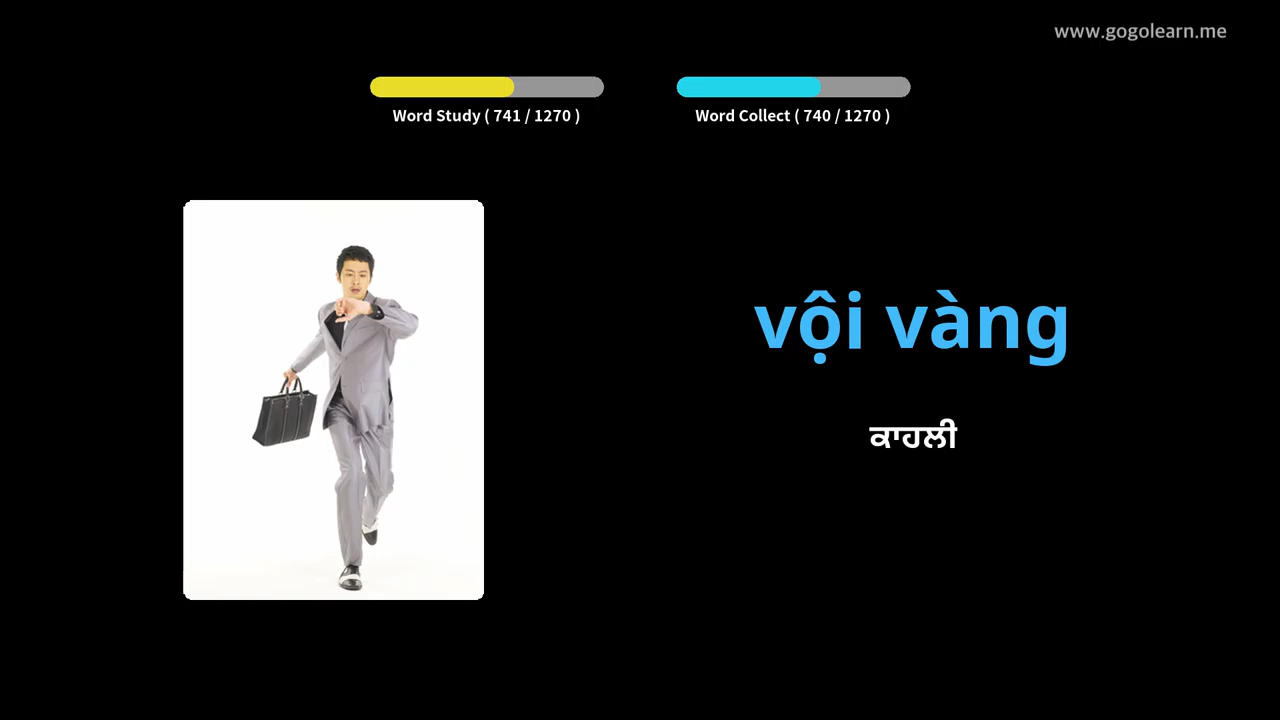 www.gogolearn.me
Word Study ( 741 / 1270 )
Word Collect ( 740 / 1270 )
vội vàng
ਕਾਹਲੀ